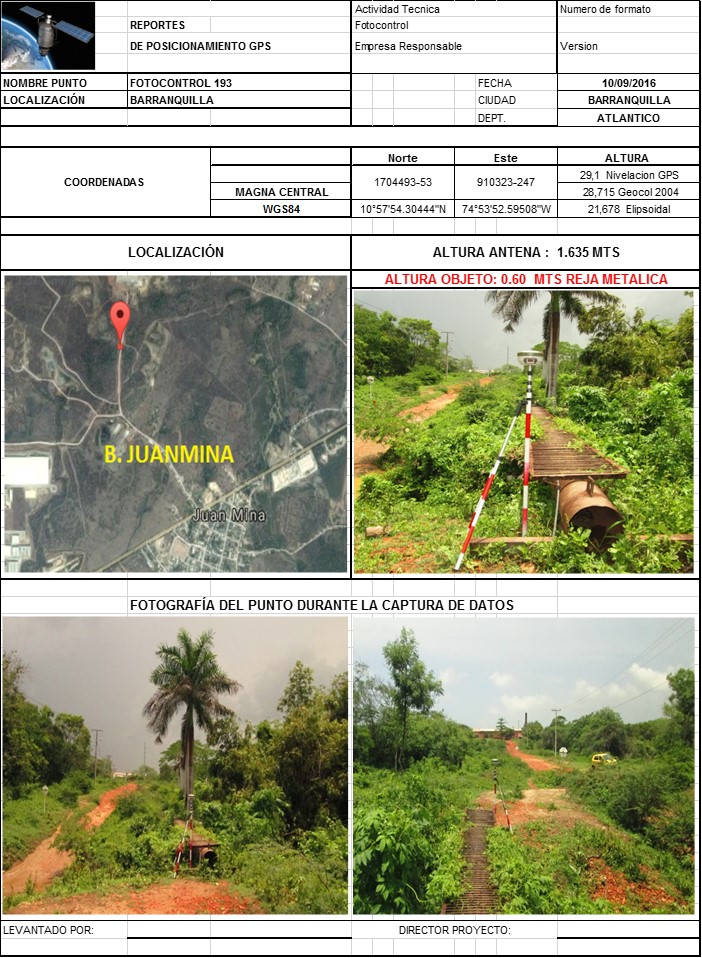 Actividad Tecnica
Numero de formato
REPORTES
Fotocontrol
DE POSICIONAMIENTO GPS
Empresa Responsable
Version
NOMBRE PUNTO
FOTOCONTROL 193
FECHA
10/09/2016
LOCALIZACIÓN
BARRANQUILLA
CIUDAD
BARRANQUILLA
DEPT.
ATLANTICO
COORDENADAS
Norte
Este
ALTURA
1704493-53
910323-247
29,1 Nivelacion GPS
MAGNA CENTRAL
28,715 Geocol 2004
WGS84
10°57'54.30444"N
74°53'52.59508"W
21,678 Elipsoidal
LOCALIZACIÓN
ALTURA ANTENA : 1.635 MTS
ALTURA OBJETO: 0.60 MTS REJA METALICA
B. JUANMINA
Juan Mina
FOTOGRAFÍA DEL PUNTO DURANTE LA CAPTURA DE DATOS
LEVANTADO POR:
DIRECTOR PROYECTO: